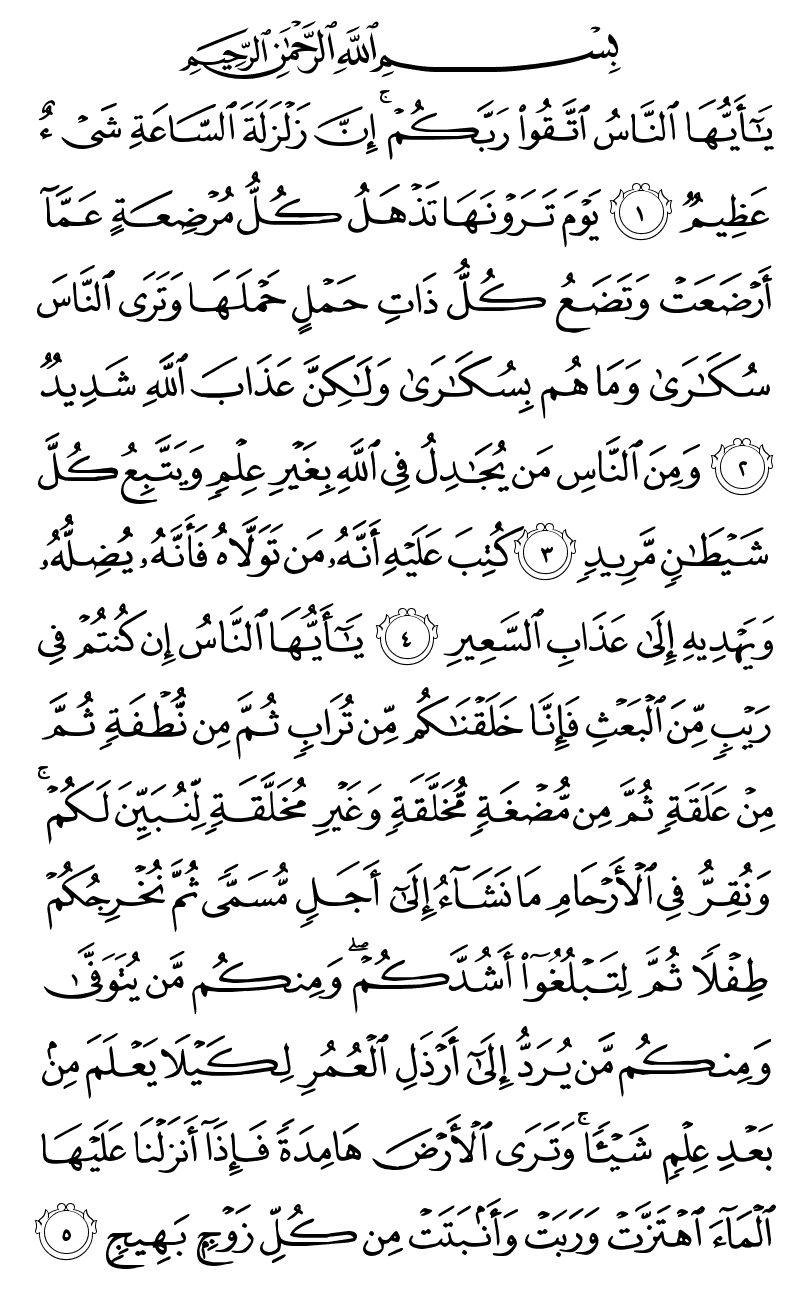 بِسْمِ ٱللَّهِ ٱلرَّحْمَٰنِ ٱلرَّحِيمِ
يَٰٓأَيُّهَا ٱلنَّاسُ ٱتَّقُوا۟ رَبَّكُمْ ۚ إِنَّ زَلْزَلَةَ ٱلسَّاعَةِ شَىْءٌ
عَظِيمٌ ١ يَوْمَ تَرَوْنَهَا تَذْهَلُ كُلُّ مُرْضِعَةٍ عَمَّآ
أَرْضَعَتْ وَتَضَعُ كُلُّ ذَاتِ حَمْلٍ حَمْلَهَا وَتَرَى ٱلنَّاسَ
سُكَٰرَىٰ وَمَا هُم بِسُكَٰرَىٰ وَلَٰكِنَّ عَذَابَ ٱللَّهِ شَدِيدٌ
٢ وَمِنَ ٱلنَّاسِ مَن يُجَٰدِلُ فِى ٱللَّهِ بِغَيْرِ عِلْمٍ وَيَتَّبِعُ كُلَّ
شَيْطَٰنٍ مَّرِيدٍ ٣ كُتِبَ عَلَيْهِ أَنَّهُۥ مَن تَوَلَّاهُ فَأَنَّهُۥ يُضِلُّهُۥ
وَيَهْدِيهِ إِلَىٰ عَذَابِ ٱلسَّعِيرِ ٤ يَٰٓأَيُّهَا ٱلنَّاسُ إِن كُنتُمْ فِى
رَيْبٍ مِّنَ ٱلْبَعْثِ فَإِنَّا خَلَقْنَٰكُم مِّن تُرَابٍ ثُمَّ مِن نُّطْفَةٍ ثُمَّ
مِنْ عَلَقَةٍ ثُمَّ مِن مُّضْغَةٍ مُّخَلَّقَةٍ وَغَيْرِ مُخَلَّقَةٍ لِّنُبَيِّنَ لَكُمْ ۚ
وَنُقِرُّ فِى ٱلْأَرْحَامِ مَا نَشَآءُ إِلَىٰٓ أَجَلٍ مُّسَمًّى ثُمَّ نُخْرِجُكُمْ
طِفْلًا ثُمَّ لِتَبْلُغُوٓا۟ أَشُدَّكُمْ ۖ وَمِنكُم مَّن يُتَوَفَّىٰ
وَمِنكُم مَّن يُرَدُّ إِلَىٰٓ أَرْذَلِ ٱلْعُمُرِ لِكَيْلَا يَعْلَمَ مِنۢ
بَعْدِ عِلْمٍ شَيْـًٔا ۚ وَتَرَى ٱلْأَرْضَ هَامِدَةً فَإِذَآ أَنزَلْنَا عَلَيْهَا
ٱلْمَآءَ ٱهْتَزَّتْ وَرَبَتْ وَأَنۢبَتَتْ مِن كُلِّ زَوْجٍۭ بَهِيجٍ ٥